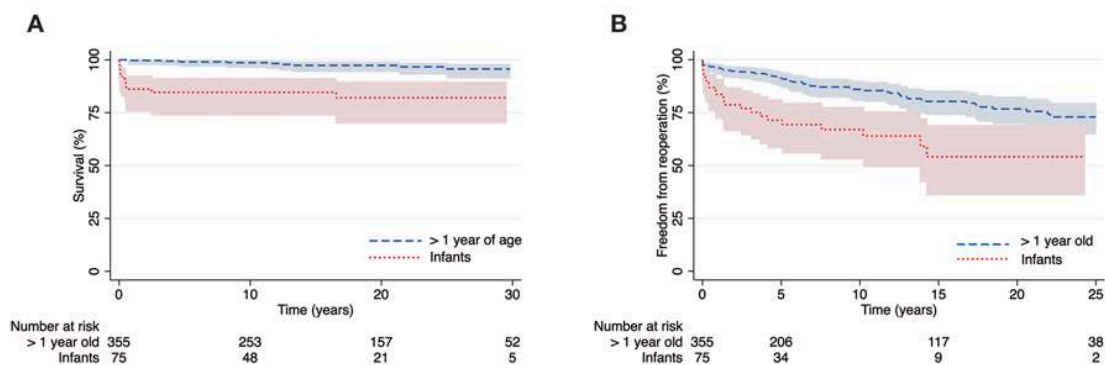 A
Survival (%)
100
75
50
25
0
> 1 year of age
Infants
0 10 20 30
Time (years)
Number at risk
> 1 year old 355 253 157 52
Infants 75 48 21 5
B
Freedom from reoperation (%)
100
75
50
25
0
> 1 year old
Infants
0 5 10 15 20 25
Time (years)
Number at risk
> 1 year old 355 206 117 38
Infants 75 34 9 2